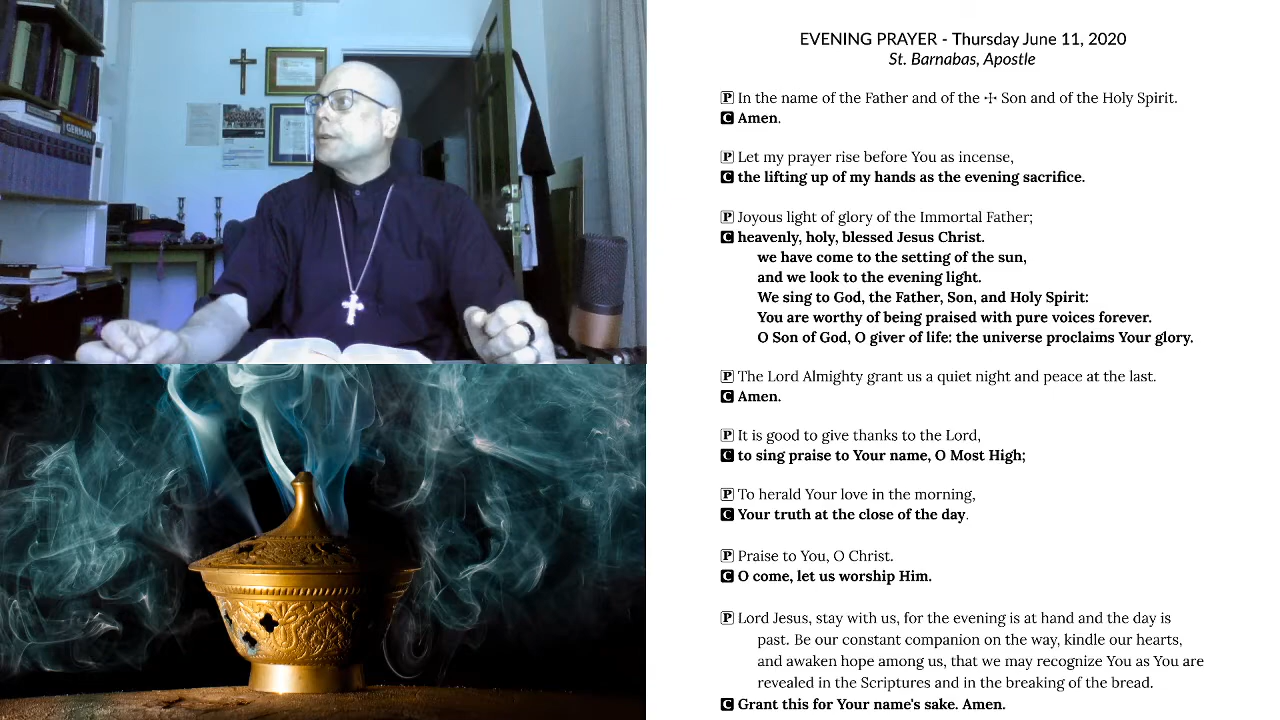 GERMAN
EVENING PRAYER - Thursday June 11, 2020
St. Barnabas, Apostle
P In the name of the Father and of the ☩ Son and of the Holy Spirit.
C Amen.
P Let my prayer rise before You as incense,
C the lifting up of my hands as the evening sacrifice.
P Joyous light of glory of the Immortal Father;
C heavenly, holy, blessed Jesus Christ.
we have come to the setting of the sun,
and we look to the evening light.
We sing to God, the Father, Son, and Holy Spirit:
You are worthy of being praised with pure voices forever.
O Son of God, O giver of life: the universe proclaims Your glory.
P The Lord Almighty grant us a quiet night and peace at the last.
C Amen.
P It is good to give thanks to the Lord,
C to sing praise to Your name, O Most High;
P To herald Your love in the morning,
C Your truth at the close of the day.
P Praise to You, O Christ.
C O come, let us worship Him.
P Lord Jesus, stay with us, for the evening is at hand and the day is
past. Be our constant companion on the way, kindle our hearts,
and awaken hope among us, that we may recognize You as You are
revealed in the Scriptures and in the breaking of the bread.
C Grant this for Your name's sake. Amen.